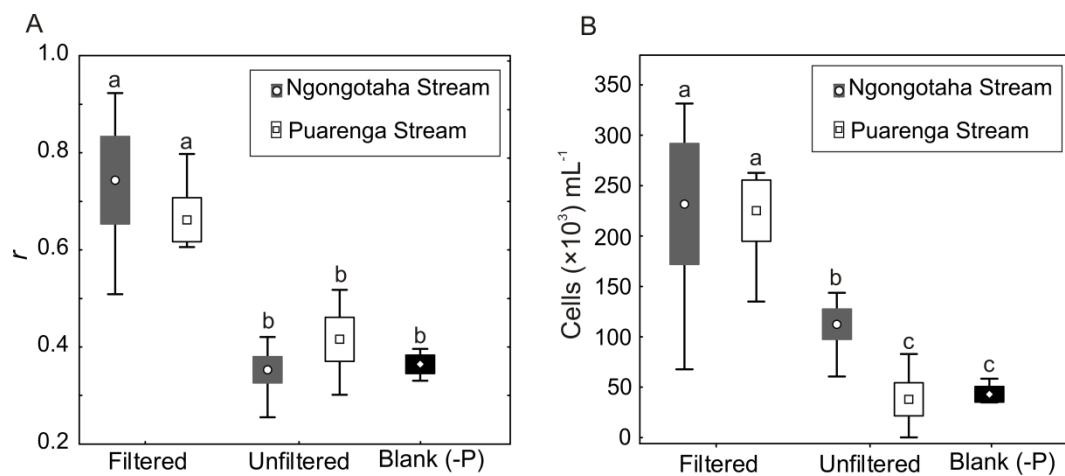 A
1.0
0.8
0.6
0.4
0.2
r
a
a
b
b
b
Ngongotaha Stream
Puarenga Stream
Filtered
Unfiltered
Blank (-P)
B
350
300
250
200
150
100
50
0
Cells (×10³) mL⁻¹
a
a
b
c
c
Ngongotaha Stream
Puarenga Stream
Filtered
Unfiltered
Blank (-P)